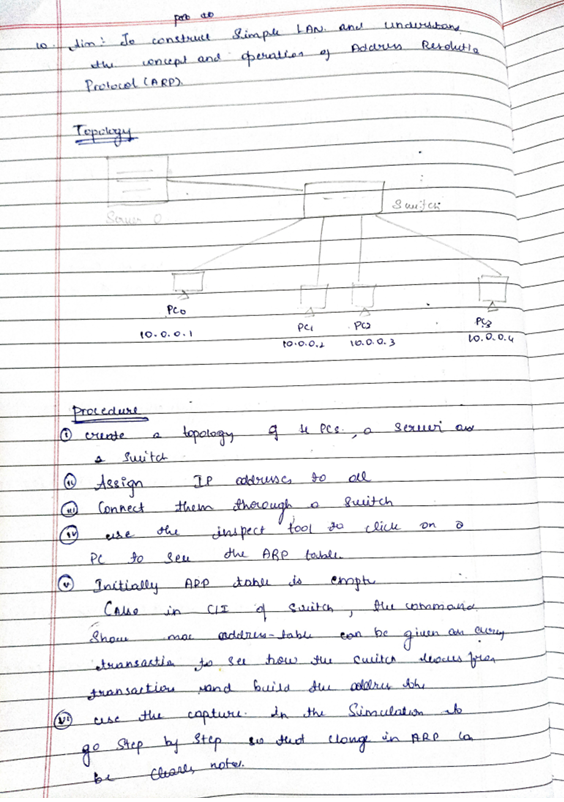 10. Aim: To construct simple LAN and understand
the concept and operation of Address Resolutio
Protocol (ARP).
Topology
Server 0
Switch
PC0
PC1
PC2
PC3
10.0.0.1
10.0.0.2
10.0.0.3
10.0.0.4
Procedure
i create a topology of 4 PCs, a server an
a switch
ii Assign IP addresses to all
iii Connect them thorough a switch
iv use the inspect tool to click on a
PC to see the ARP table.
v Initially ARP table is empty
(Also in CLI of switch, the command
Show mac address-table can be given on every
transactio to see how the switch learns from
transaction and build the address
vi use the capture in the Simulation to
go step by step so that change in ARP ca
be clearly noted.